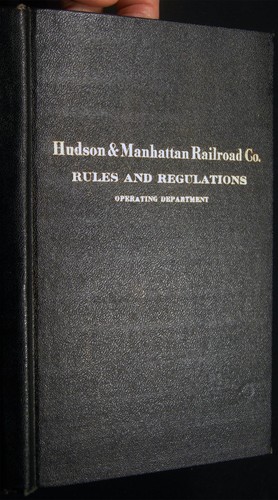 Hudson & Manhattan Railroad Co.
RULES AND REGULATIONS
OPERATING DEPARTMENT